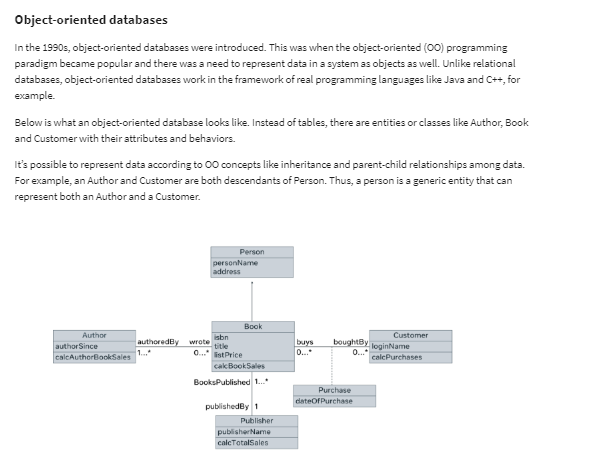 Object-oriented databases
In the 1990s, object-oriented databases were introduced. This was when the object-oriented (OO) programming
paradigm became popular and there was a need to represent data in a system as objects as well. Unlike relational
databases, object-oriented databases work in the framework of real programming languages like Java and C++, for
example.
Below is what an object-oriented database looks like. Instead of tables, there are entities or classes like Author, Book
and Customer with their attributes and behaviors.
It's possible to represent data according to OO concepts like inheritance and parent-child relationships among data.
For example, an Author and Customer are both descendants of Person. Thus, a person is a generic entity that can
represent both an Author and a Customer.
Person
personName
address
Author
authorSince
calcAuthorBookSales
authoredBy
1...*
wrote
0...*
Book
isbn
title
listPrice
calcBookSales
buys
0...*
boughtBy
0...*
Customer
loginName
calcPurchases
Purchase
dateOfPurchase
BooksPublished 1...*
publishedBy 1
Publisher
publisherName
calcTotalSales